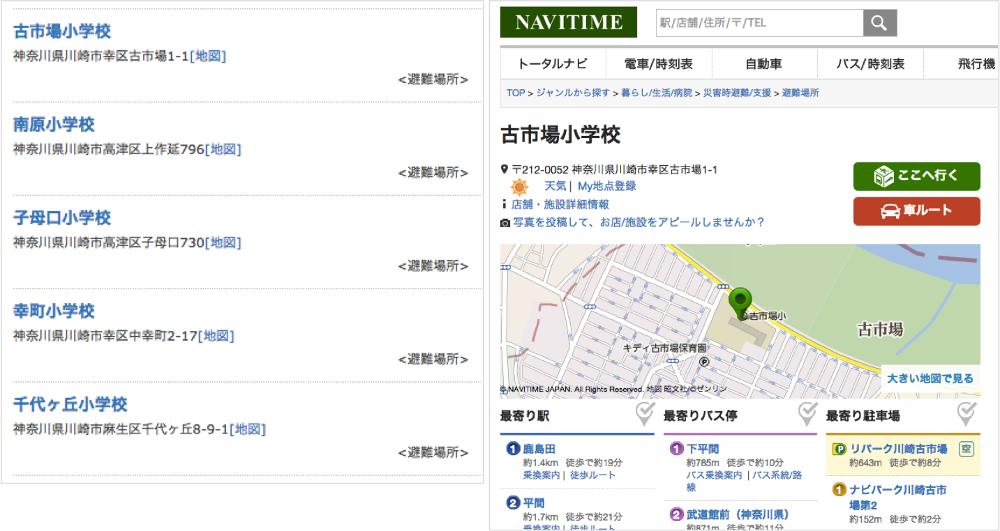 古市場小学校
神奈川県川崎市幸区古市場1-1[地図]
<避難場所>
南原小学校
神奈川県川崎市高津区上作延796[地図]
<避難場所>
子母口小学校
神奈川県川崎市高津区子母口730[地図]
<避難場所>
幸町小学校
神奈川県川崎市幸区中幸町2-17[地図]
<避難場所>
千代ヶ丘小学校
神奈川県川崎市麻生区千代ヶ丘8-9-1[地図]
<避難場所>
NAVITIME
駅/店舗/住所/〒/TEL
トータルナビ 電車/時刻表 自動車 バス/時刻表 飛行機
TOP > ジャンルから探す > 暮らし/生活/病院 > 災害時避難/支援 > 避難場所
古市場小学校
〒212-0052 神奈川県川崎市幸区古市場1-1
天気 | My地点登録
店舗・施設詳細情報
写真を投稿して、お店/施設をアピールしませんか？
ここへ行く
車ルート
古市場小
古市場
キディ古市場保育園
P
大きい地図で見る
© NAVITIME JAPAN. All Rights Reserved. 地図 昭文社/©ゼンリン
最寄り駅
1 鹿島田
約1.4km 徒歩で約19分
乗換案内 | 徒歩ルート
2 平間
約1.7km 徒歩で約21分
乗換案内 | 徒歩ルート
最寄りバス停
1 下平間
約785m 徒歩で約10分
バス乗換案内 | バス系統/路
線
2 武道館前（神奈川県）
約871m 徒歩で約11分
最寄り駐車場
P リパーク川崎古市場 空
約643m 徒歩で約8分
1 ナビパーク川崎古市
場第2
約152m 徒歩で約2分